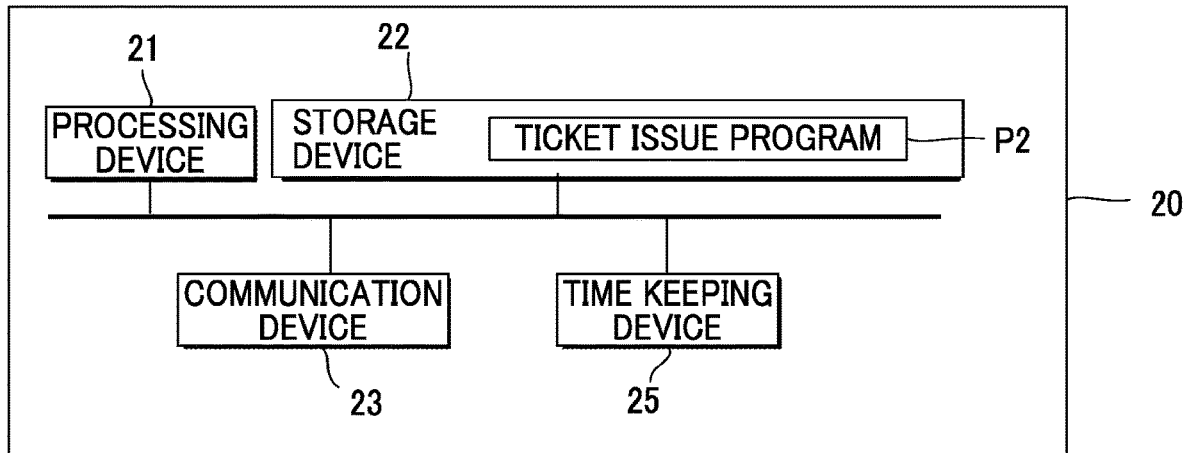 21
22
PROCESSING
DEVICE
STORAGE
DEVICE
TICKET ISSUE PROGRAM
P2
20
COMMUNICATION
DEVICE
TIME KEEPING
DEVICE
23
25